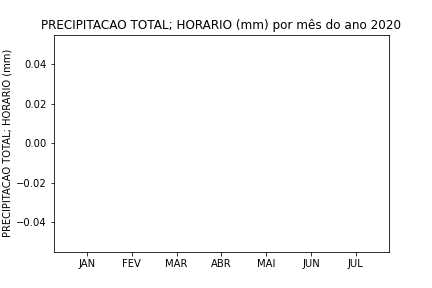 PRECIPITACAO TOTAL; HORARIO (mm) por mês do ano 2020
PRECIPITACAO TOTAL; HORARIO (mm)
0.04
0.02
0.00
−0.02
−0.04
JAN FEV MAR ABR MAI JUN JUL